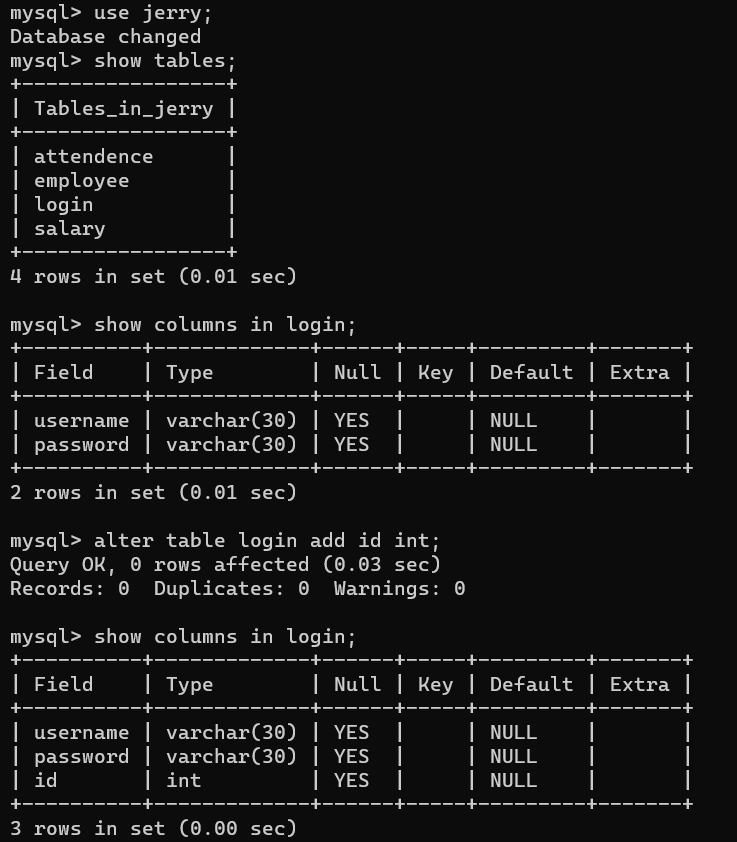 mysql> use jerry;
Database changed
mysql> show tables;
+-----------------+
| Tables_in_jerry |
+-----------------+
| attendence      |
| employee        |
| login           |
| salary          |
+-----------------+
4 rows in set (0.01 sec)

mysql> show columns in login;
+----------+-------------+------+-----+---------+-------+
| Field    | Type        | Null | Key | Default | Extra |
+----------+-------------+------+-----+---------+-------+
| username | varchar(30) | YES  |     | NULL    |       |
| password | varchar(30) | YES  |     | NULL    |       |
+----------+-------------+------+-----+---------+-------+
2 rows in set (0.01 sec)

mysql> alter table login add id int;
Query OK, 0 rows affected (0.03 sec)
Records: 0  Duplicates: 0  Warnings: 0

mysql> show columns in login;
+----------+-------------+------+-----+---------+-------+
| Field    | Type        | Null | Key | Default | Extra |
+----------+-------------+------+-----+---------+-------+
| username | varchar(30) | YES  |     | NULL    |       |
| password | varchar(30) | YES  |     | NULL    |       |
| id       | int         | YES  |     | NULL    |       |
+----------+-------------+------+-----+---------+-------+
3 rows in set (0.00 sec)